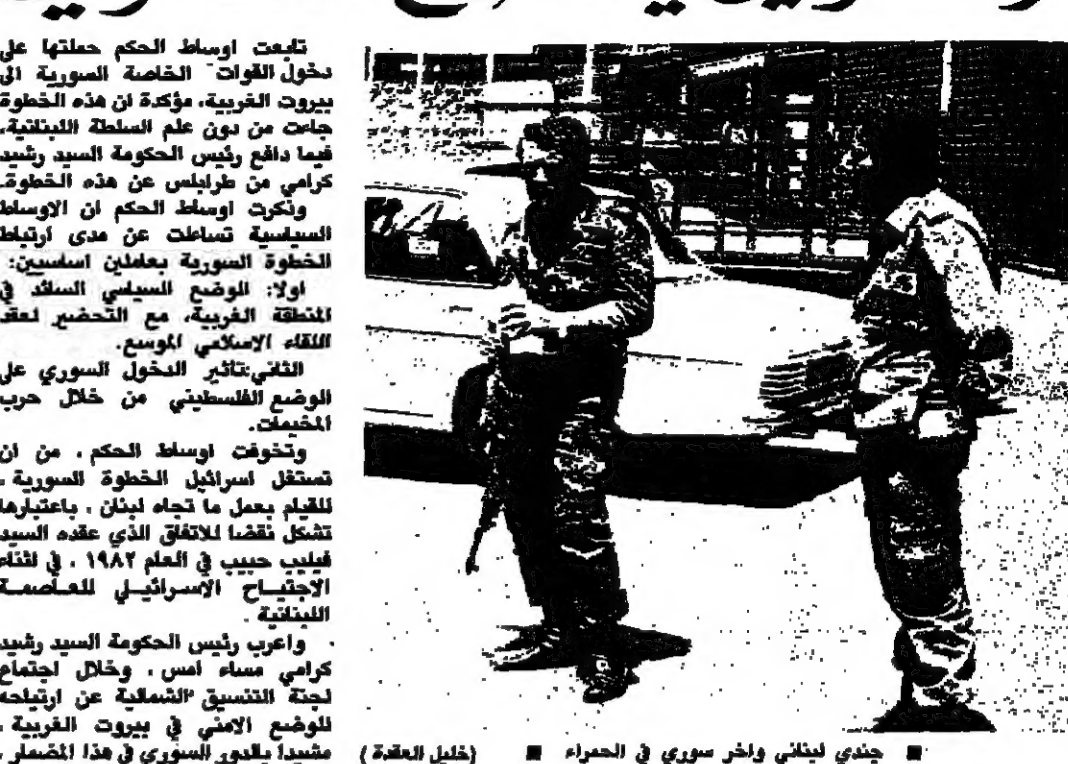 تابعت اوساط الحكم حملتها على
دخول القوات الخاصة السورية الى
بيروت الغربية، مؤكدة ان هذه الخطوة
جاءت من دون علم السلطة اللبنانية،
فيما دافع رئيس الحكومة السيد رشيد
كرامي من طرابلس عن هذه الخطوة.
وذكرت اوساط الحكم ان الاوساط
السياسية تساءلت عن مدى ارتباط
الخطوة السورية بعاملين اساسيين:
اولا: الوضع السياسي السائد في
المنطقة الغربية، مع التحضير لعقد
اللقاء الاسلامي الموسع.
الثاني: تأثير الدخول السوري على
الوضع الفلسطيني من خلال حرب
المخيمات.
وتخوفت اوساط الحكم، من ان
تستغل اسرائيل الخطوة السورية،
للقيام بعمل ما تجاه لبنان، باعتبارها
تشكل نقضا للاتفاق الذي عقده السيد
فيليب حبيب في العام ١٩٨٢، في اثناء
الاجتياح الاسرائيلي للعاصمة
اللبنانية.
واعرب رئيس الحكومة السيد رشيد
كرامي مساء امس، وخلال اجتماع
لجنة التنسيق الشمالية عن ارتياحه
للوضع الامني في بيروت الغربية،
مشيدا بالدور السوري في هذا المضمار،
■ جندي لبناني واخر سوري في الحمراء ■ (خليل العقدة)